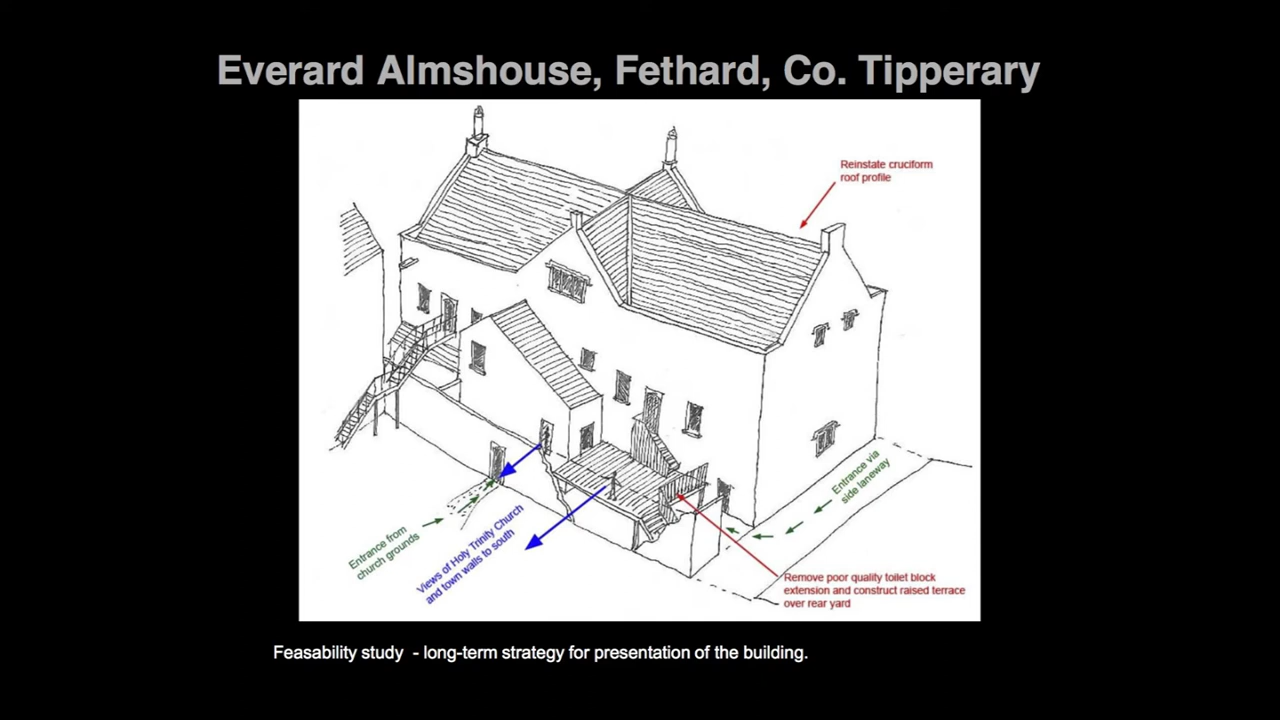 Everard Almshouse, Fethard, Co. Tipperary
Reinstate cruciform
roof profile
Entrance via
side laneway
Entrance from
church grounds
Views of Holy Trinity Church
and town walls to south
Remove poor quality toilet block
extension and construct raised terrace
over rear yard
Feasability study  - long-term strategy for presentation of the building.